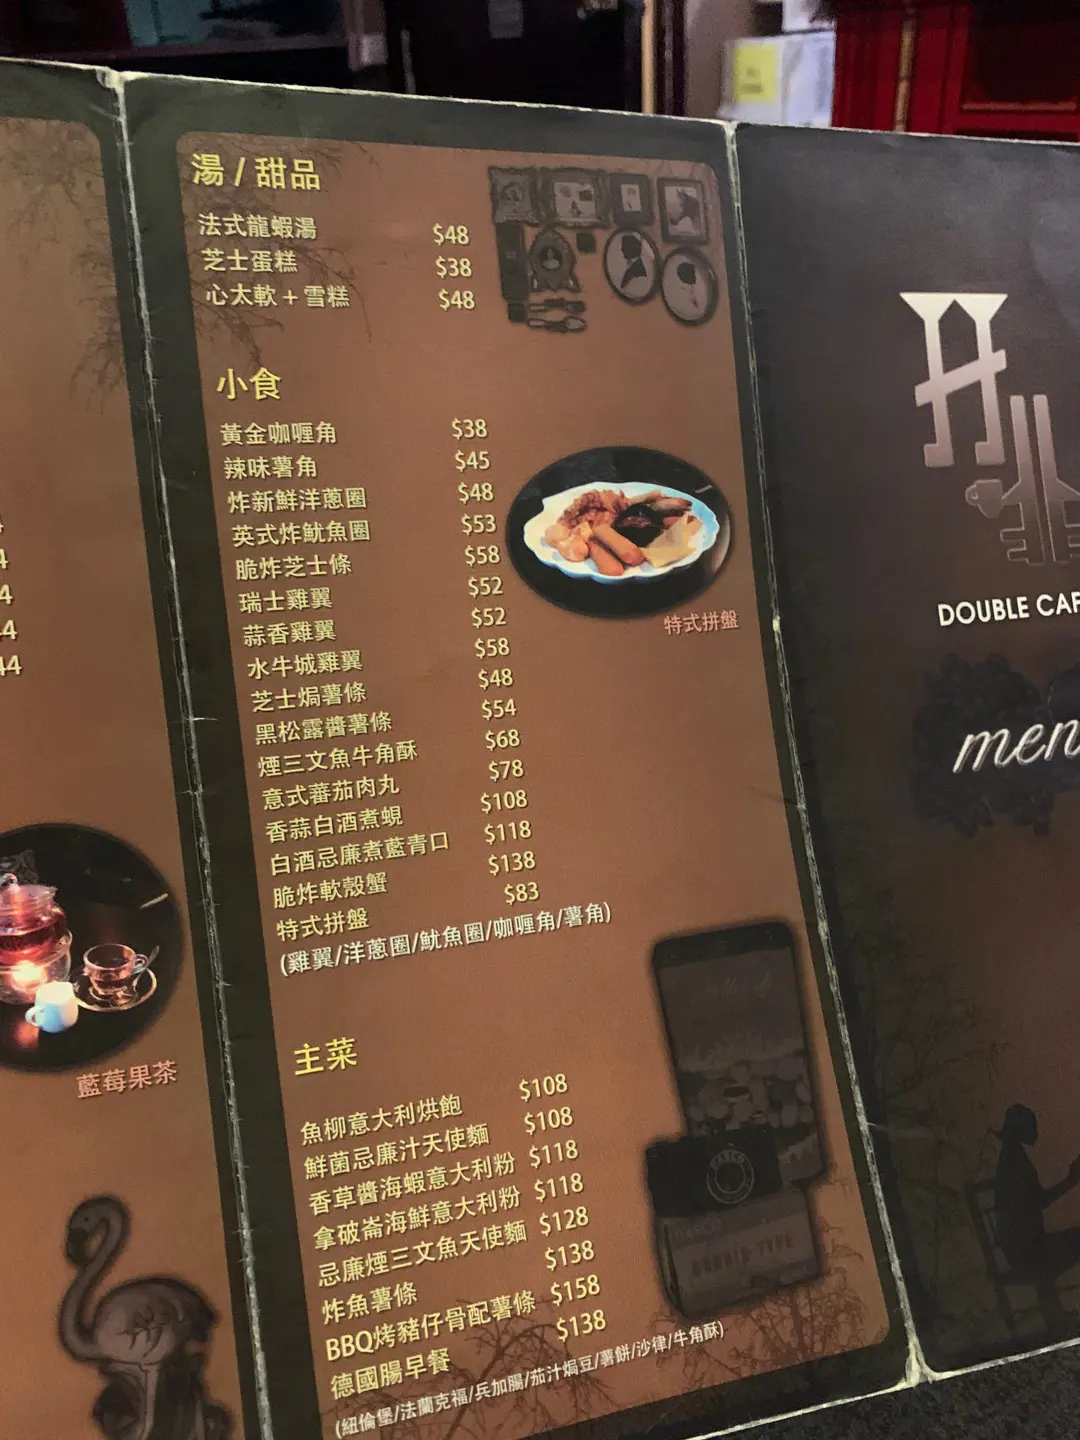 湯 / 甜品
法式龍蝦湯 $48
芝士蛋糕 $38
心太軟 + 雪糕 $48
小食
黃金咖喱角 $38
辣味薯角 $45
炸新鮮洋蔥圈 $48
英式炸魷魚圈 $53
脆炸芝士條 $58
瑞士雞翼 $52
蒜香雞翼 $52
水牛城雞翼 $58
芝士焗薯條 $48
黑松露醬薯條 $54
煙三文魚牛角酥 $68
意式蕃茄肉丸 $78
香蒜白酒煮蜆 $108
白酒忌廉煮藍青口 $118
脆炸軟殼蟹 $138
特式拼盤 $83
(雞翼/洋蔥圈/魷魚圈/咖喱角/薯角)
特式拼盤
主菜
魚柳意大利烘飽 $108
鮮菌忌廉汁天使麵 $108
香草醬海蝦意大利粉 $118
拿破崙海鮮意大利粉 $118
忌廉煙三文魚天使麵 $128
炸魚薯條 $138
BBQ烤豬仔骨配薯條 $158
德國腸早餐 $138
(紐倫堡/法蘭克福/兵加腸/茄汁焗豆/薯餅/沙律/牛角酥)
44
藍莓果茶
DOUBLE CAF
men